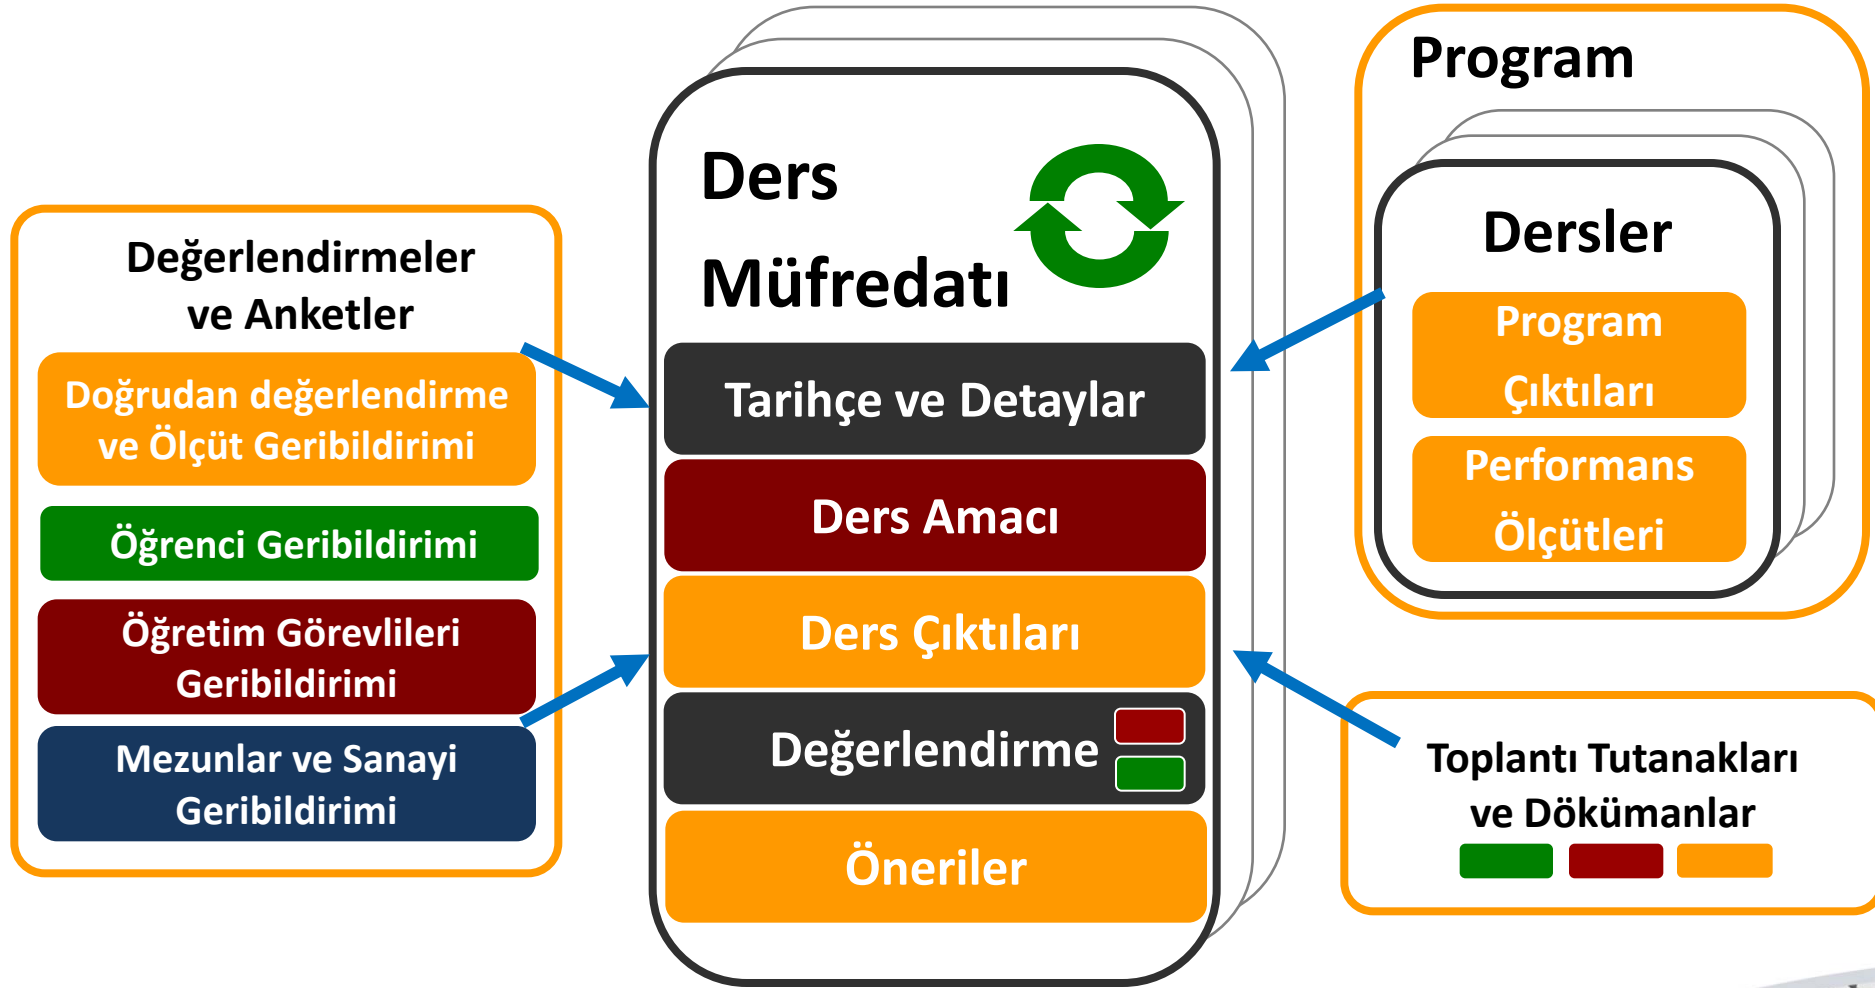 Değerlendirmeler
ve Anketler
Doğrudan değerlendirme
ve Ölçüt Geribildirimi
Öğrenci Geribildirimi
Öğretim Görevlileri
Geribildirimi
Mezunlar ve Sanayi
Geribildirimi
Ders
Müfredatı
Tarihçe ve Detaylar
Ders Amacı
Ders Çıktıları
Değerlendirme
Öneriler
Program
Dersler
Program
Çıktıları
Performans
Ölçütleri
Toplantı Tutanakları
ve Dökümanlar